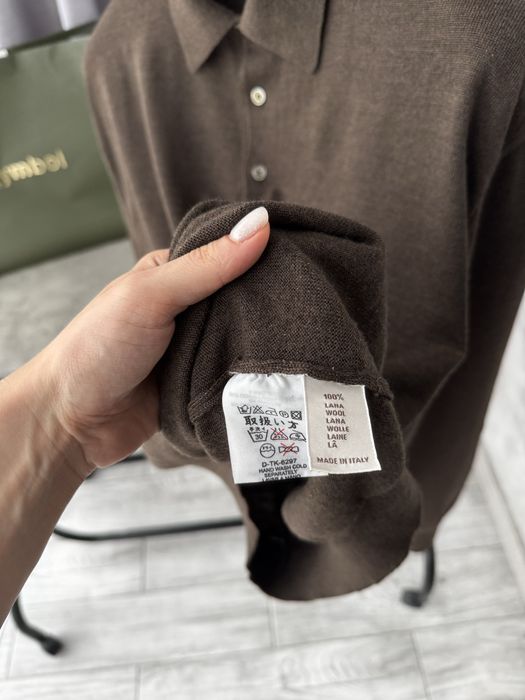 取扱い方
30
D-TK-6297
HAND WASH COLD
SEPARATELY
100%
LANA
WOOL
LANA
WOLLE
LAINE
LÃ
MADE IN ITALY